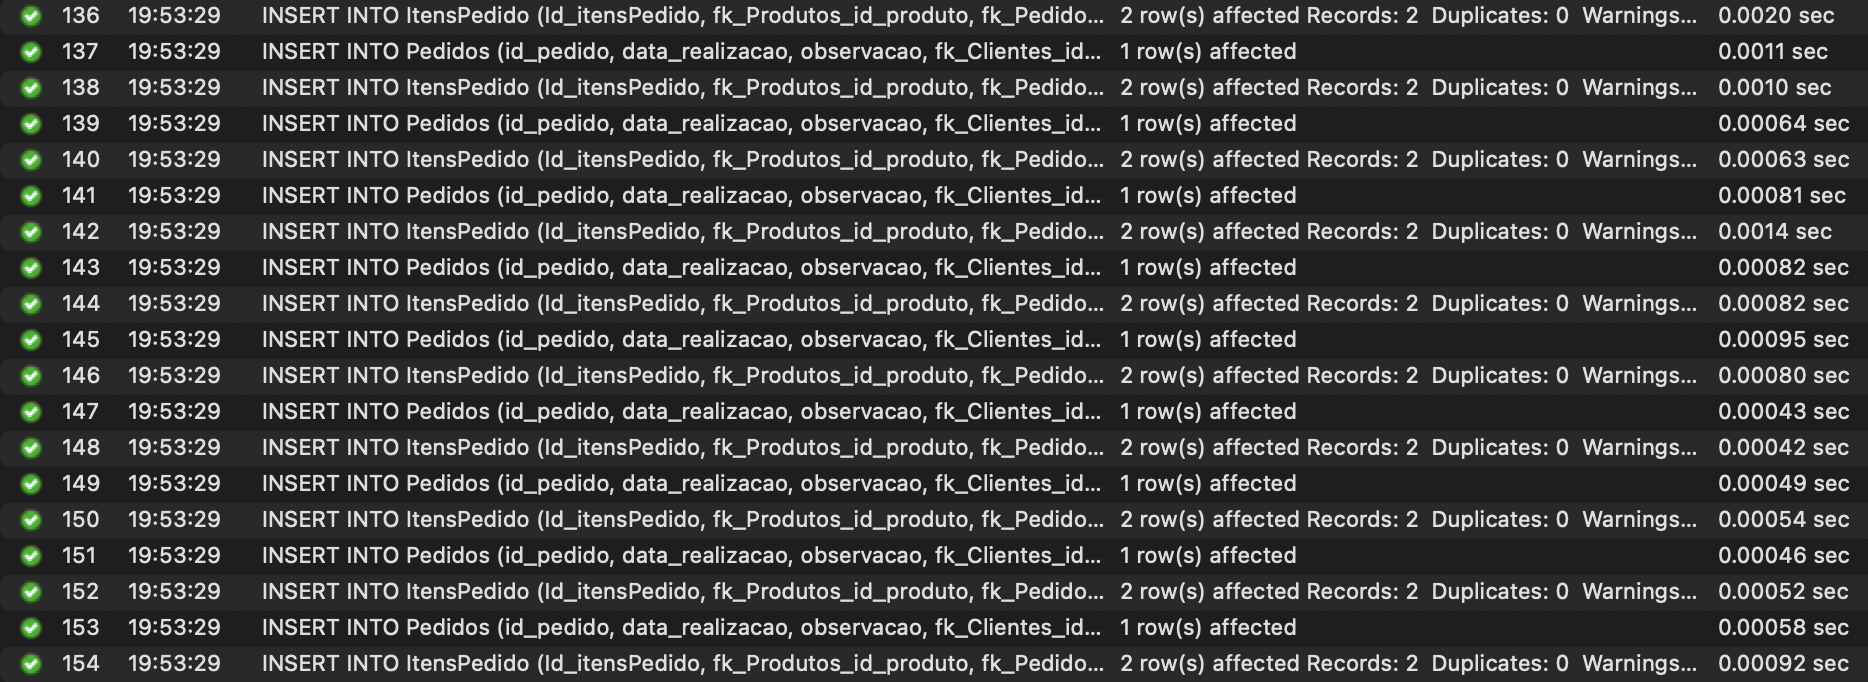 136 19:53:29 INSERT INTO ItensPedido (Id_itensPedido, fk_Produtos_id_produto, fk_Pedido... 2 row(s) affected Records: 2 Duplicates: 0 Warnings... 0.0020 sec
137 19:53:29 INSERT INTO Pedidos (id_pedido, data_realizacao, observacao, fk_Clientes_id... 1 row(s) affected 0.0011 sec
138 19:53:29 INSERT INTO ItensPedido (Id_itensPedido, fk_Produtos_id_produto, fk_Pedido... 2 row(s) affected Records: 2 Duplicates: 0 Warnings... 0.0010 sec
139 19:53:29 INSERT INTO Pedidos (id_pedido, data_realizacao, observacao, fk_Clientes_id... 1 row(s) affected 0.00064 sec
140 19:53:29 INSERT INTO ItensPedido (Id_itensPedido, fk_Produtos_id_produto, fk_Pedido... 2 row(s) affected Records: 2 Duplicates: 0 Warnings... 0.00063 sec
141 19:53:29 INSERT INTO Pedidos (id_pedido, data_realizacao, observacao, fk_Clientes_id... 1 row(s) affected 0.00081 sec
142 19:53:29 INSERT INTO ItensPedido (Id_itensPedido, fk_Produtos_id_produto, fk_Pedido... 2 row(s) affected Records: 2 Duplicates: 0 Warnings... 0.0014 sec
143 19:53:29 INSERT INTO Pedidos (id_pedido, data_realizacao, observacao, fk_Clientes_id... 1 row(s) affected 0.00082 sec
144 19:53:29 INSERT INTO ItensPedido (Id_itensPedido, fk_Produtos_id_produto, fk_Pedido... 2 row(s) affected Records: 2 Duplicates: 0 Warnings... 0.00082 sec
145 19:53:29 INSERT INTO Pedidos (id_pedido, data_realizacao, observacao, fk_Clientes_id... 1 row(s) affected 0.00095 sec
146 19:53:29 INSERT INTO ItensPedido (Id_itensPedido, fk_Produtos_id_produto, fk_Pedido... 2 row(s) affected Records: 2 Duplicates: 0 Warnings... 0.00080 sec
147 19:53:29 INSERT INTO Pedidos (id_pedido, data_realizacao, observacao, fk_Clientes_id... 1 row(s) affected 0.00043 sec
148 19:53:29 INSERT INTO ItensPedido (Id_itensPedido, fk_Produtos_id_produto, fk_Pedido... 2 row(s) affected Records: 2 Duplicates: 0 Warnings... 0.00042 sec
149 19:53:29 INSERT INTO Pedidos (id_pedido, data_realizacao, observacao, fk_Clientes_id... 1 row(s) affected 0.00049 sec
150 19:53:29 INSERT INTO ItensPedido (Id_itensPedido, fk_Produtos_id_produto, fk_Pedido... 2 row(s) affected Records: 2 Duplicates: 0 Warnings... 0.00054 sec
151 19:53:29 INSERT INTO Pedidos (id_pedido, data_realizacao, observacao, fk_Clientes_id... 1 row(s) affected 0.00046 sec
152 19:53:29 INSERT INTO ItensPedido (Id_itensPedido, fk_Produtos_id_produto, fk_Pedido... 2 row(s) affected Records: 2 Duplicates: 0 Warnings... 0.00052 sec
153 19:53:29 INSERT INTO Pedidos (id_pedido, data_realizacao, observacao, fk_Clientes_id... 1 row(s) affected 0.00058 sec
154 19:53:29 INSERT INTO ItensPedido (Id_itensPedido, fk_Produtos_id_produto, fk_Pedido... 2 row(s) affected Records: 2 Duplicates: 0 Warnings... 0.00092 sec